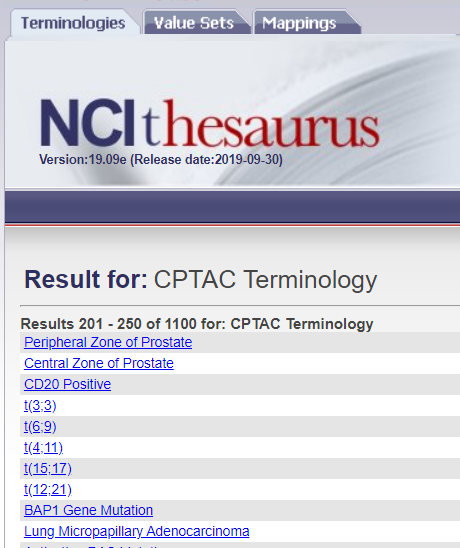 Terminologies Value Sets Mappings
NCIthesaurus
Version:19.09e (Release date:2019-09-30)
Result for: CPTAC Terminology
Results 201 - 250 of 1100 for: CPTAC Terminology
Peripheral Zone of Prostate
Central Zone of Prostate
CD20 Positive
t(3;3)
t(6;9)
t(4;11)
t(15;17)
t(12;21)
BAP1 Gene Mutation
Lung Micropapillary Adenocarcinoma